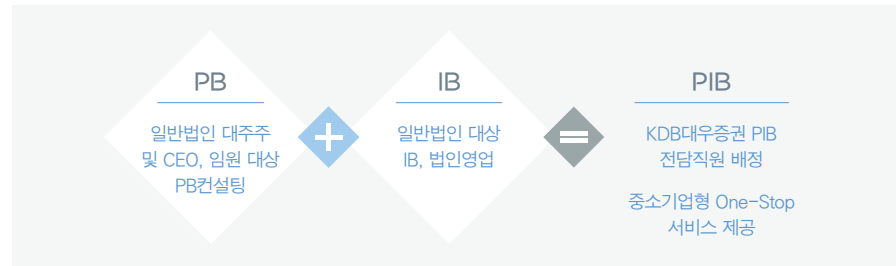 PB
일반법인 대주주
및 CEO, 임원 대상
PB컨설팅
+
IB
일반법인 대상
IB, 법인영업
=
PIB
KDB대우증권 PIB
전담직원 배정
중소기업형 One-Stop
서비스 제공